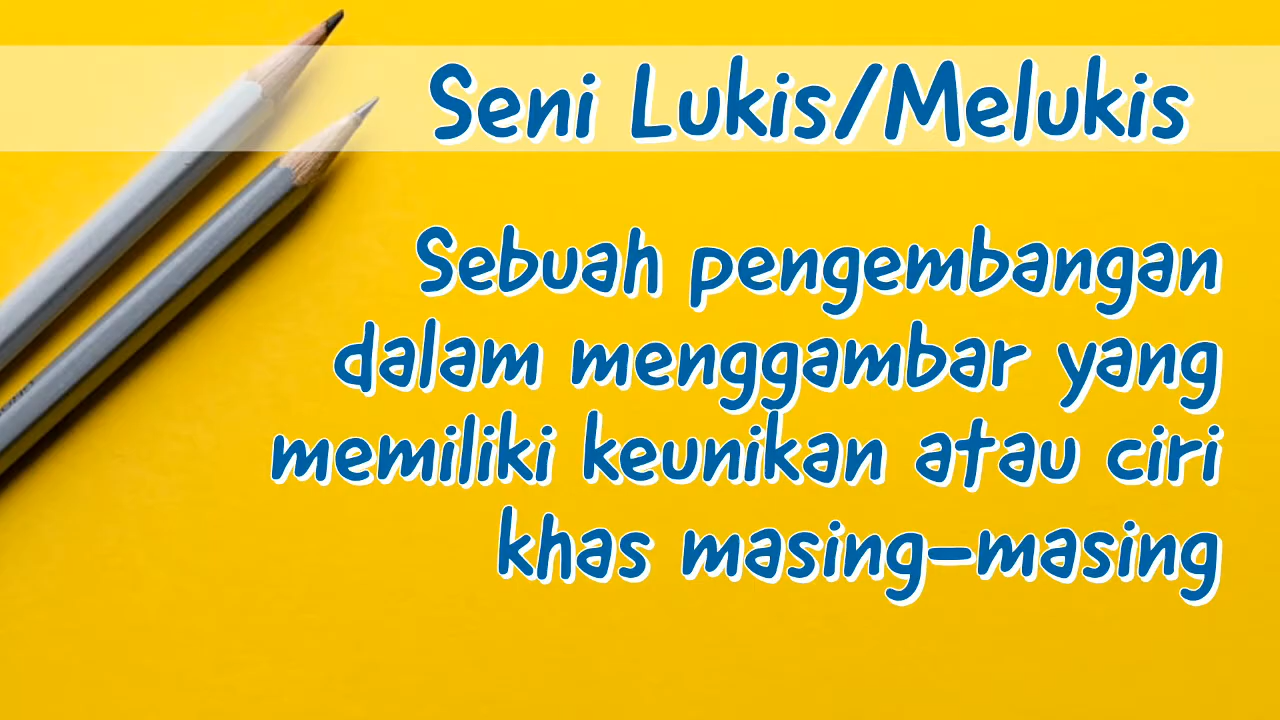 Seni Lukis/Melukis
Sebuah pengembangan
dalam menggambar yang
memiliki keunikan atau ciri
khas masing-masing